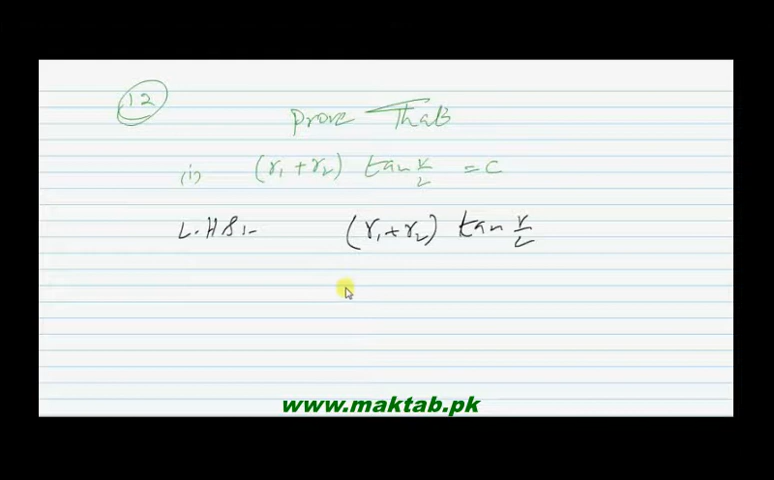 12
Prove That
(i) (r₁ + r₂) tan γ/2 = c
L.H.S:- (r₁ + r₂) tan γ/2
www.maktab.pk